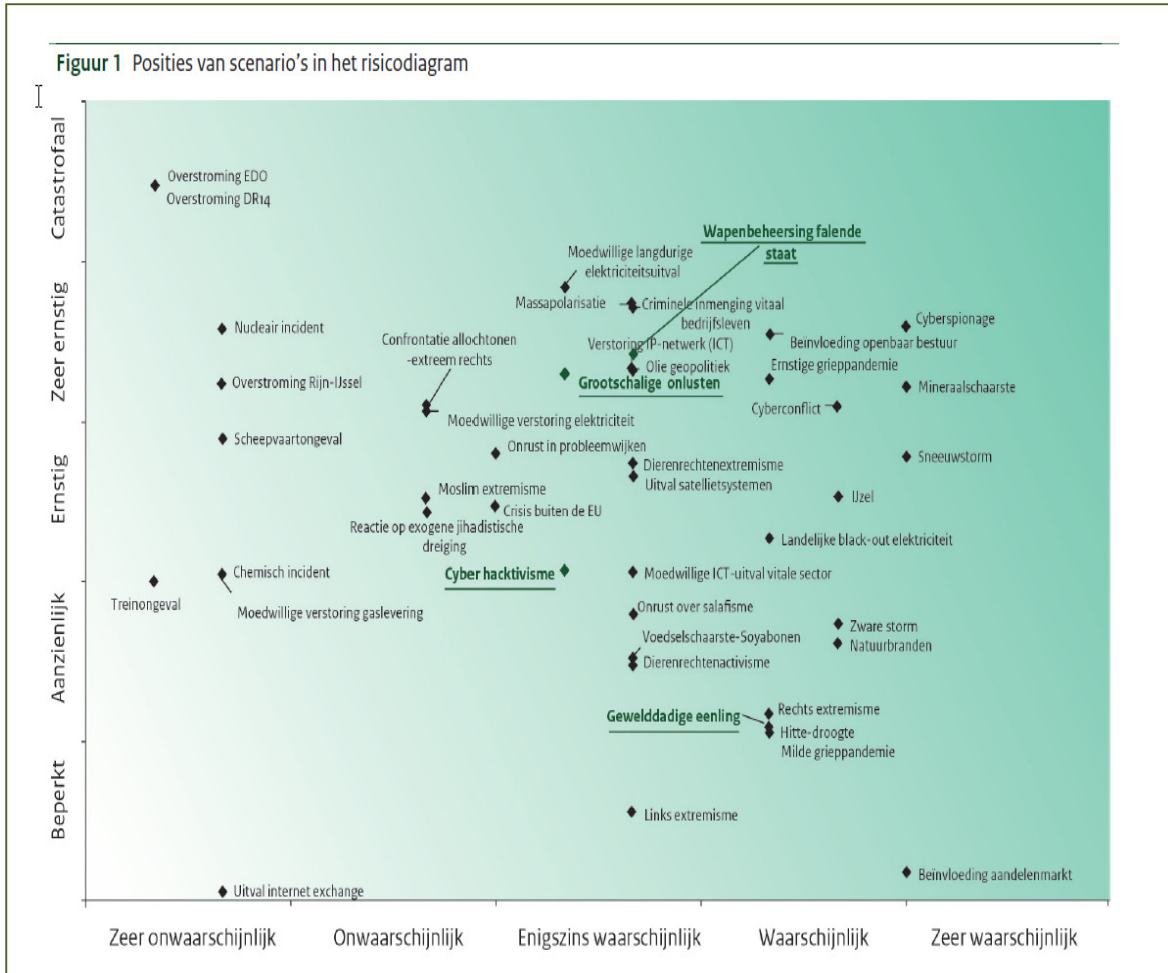 Figuur 1 Posities van scenario's in het risicodiagram
Catastrofaal
Zeer ernstig
Ernstig
Aanzienlijk
Beperkt
Overstroming EDO
Overstroming DR14
Wapenbeheersing falende
staat
Moedwillige langdurige
elektriciteitsuitval
Massapolarisatie
Criminele inmenging vitaal
bedrijfsleven
Nucleair incident
Cyberspionage
Confrontatie allochtonen
-extreem rechts
Verstoring IP-netwerk (ICT)
Beïnvloeding openbaar bestuur
Olie geopolitiek
Ernstige grieppandemie
Overstroming Rijn-IJssel
Grootschalige onlusten
Mineraalschaarste
Cyberconflict
Moedwillige verstoring elektriciteit
Scheepvaartongeval
Onrust in probleemwijken
Sneeuwstorm
Dierenrechtenextremisme
Uitval satellietsystemen
Moslim extremisme
IJzel
Crisis buiten de EU
Reactie op exogene jihadistische
dreiging
Landelijke black-out elektriciteit
Chemisch incident
Cyber hacktivisme
Moedwillige ICT-uitval vitale sector
Treinongeval
Moedwillige verstoring gaslevering
Onrust over salafisme
Zware storm
Voedselschaarste-Soyabonen
Natuurbranden
Dierenrechtenactivisme
Gewelddadige eenling
Rechts extremisme
Hitte-droogte
Milde grieppandemie
Links extremisme
Beïnvloeding aandelenmarkt
Uitval internet exchange
Zeer onwaarschijnlijk
Onwaarschijnlijk
Enigszins waarschijnlijk
Waarschijnlijk
Zeer waarschijnlijk